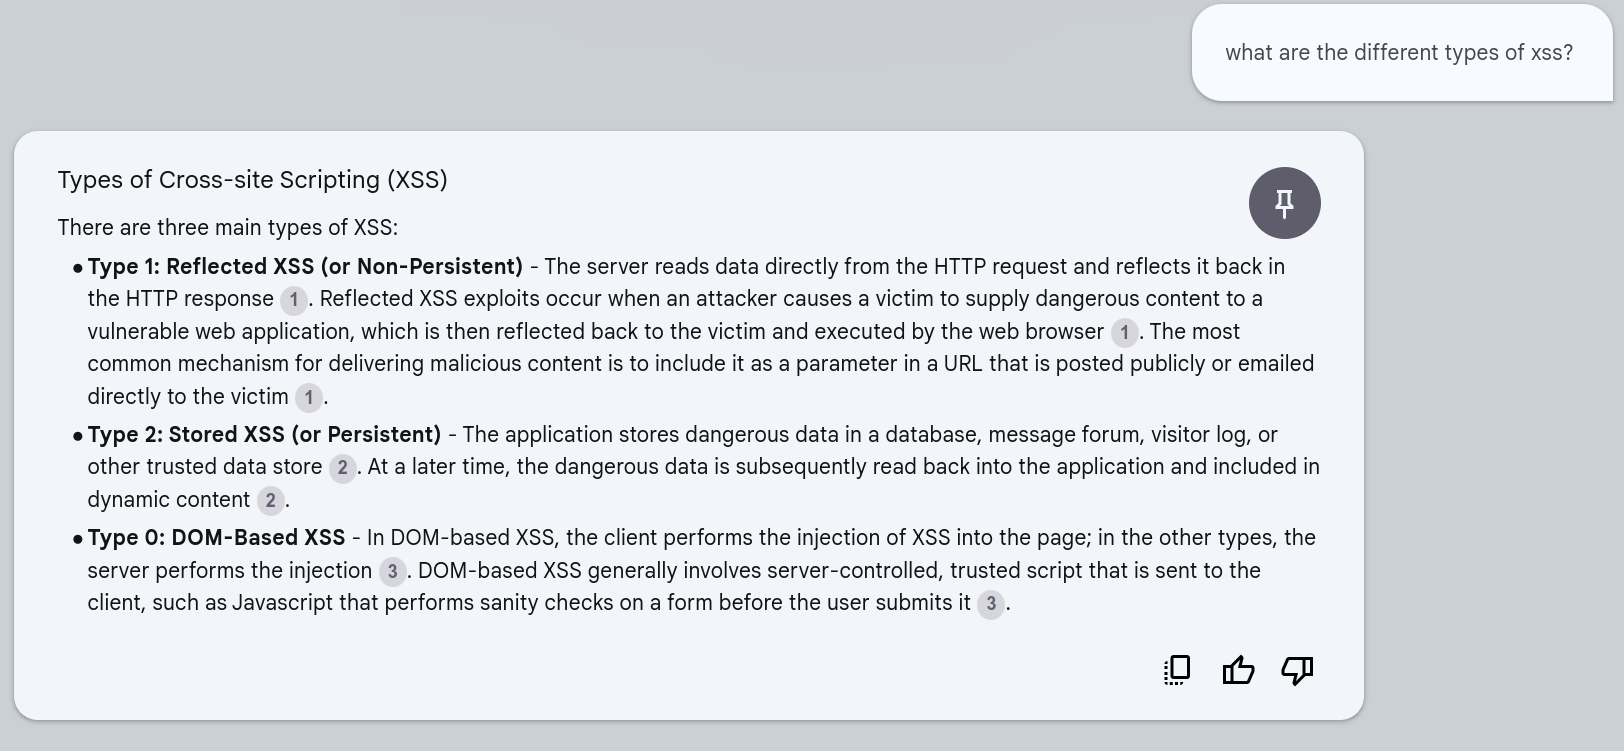 what are the different types of xss?
Types of Cross-site Scripting (XSS)
There are three main types of XSS:
● Type 1: Reflected XSS (or Non-Persistent) - The server reads data directly from the HTTP request and reflects it back in
the HTTP response 1. Reflected XSS exploits occur when an attacker causes a victim to supply dangerous content to a
vulnerable web application, which is then reflected back to the victim and executed by the web browser 1. The most
common mechanism for delivering malicious content is to include it as a parameter in a URL that is posted publicly or emailed
directly to the victim 1.
● Type 2: Stored XSS (or Persistent) - The application stores dangerous data in a database, message forum, visitor log, or
other trusted data store 2. At a later time, the dangerous data is subsequently read back into the application and included in
dynamic content 2.
● Type 0: DOM-Based XSS - In DOM-based XSS, the client performs the injection of XSS into the page; in the other types, the
server performs the injection 3. DOM-based XSS generally involves server-controlled, trusted script that is sent to the
client, such as Javascript that performs sanity checks on a form before the user submits it 3.